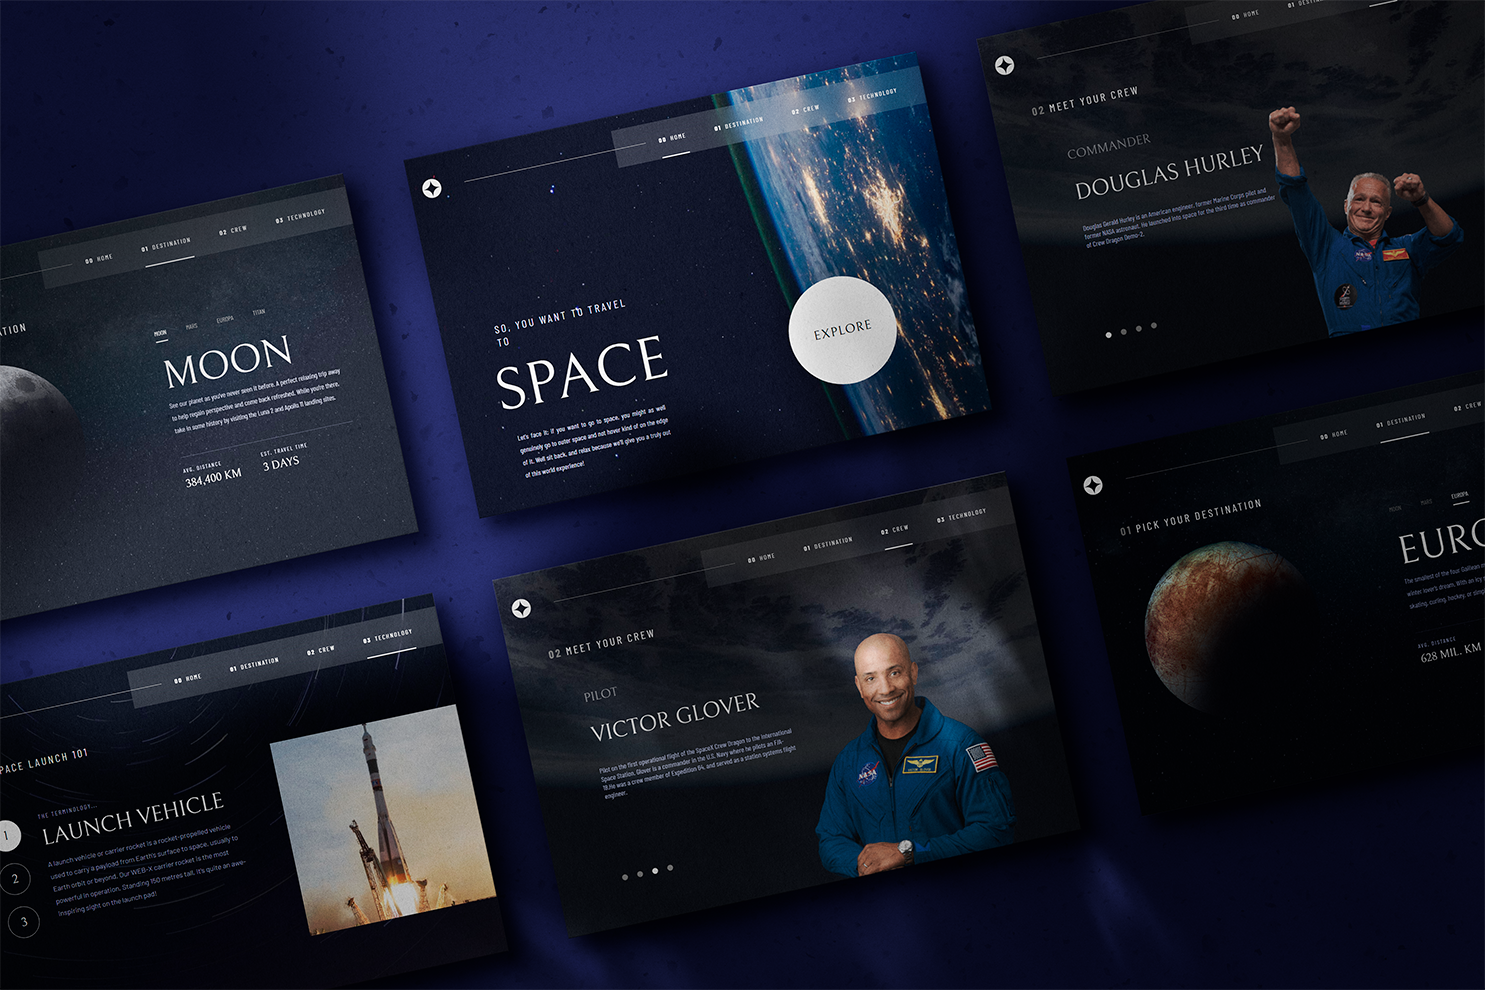 00 HOME
01 DESTINATION
02 CREW
03 TECHNOLOGY
MOON
MARS
EUROPA
TITAN
MOON
See our planet as you've never seen it before. A perfect relaxing trip away
to help regain perspective and come back refreshed. While you're there,
take in some history by visiting the Luna 2 and Apollo 11 landing sites.
AVG. DISTANCE
384,400 KM
EST. TRAVEL TIME
3 DAYS
00 HOME
01 DESTINATION
02 CREW
03 TECHNOLOGY
SO, YOU WANT TO TRAVEL
TO
SPACE
Let's face it; if you want to go to space, you might as well
genuinely go to outer space and not hover kind of on the edge
of it. Well sit back, and relax because we'll give you a truly out
of this world experience!
EXPLORE
00 HOME
02 MEET YOUR CREW
COMMANDER
DOUGLAS HURLEY
Douglas Gerald Hurley is an American engineer, former Marine Corps pilot and
former NASA astronaut. He launched into space for the third time as commander
of Crew Dragon Demo-2.
NASA
00 HOME
01 DESTINATION
02 CREW
03 TECHNOLOGY
PACE LAUNCH 101
THE TERMINOLOGY...
LAUNCH VEHICLE
A launch vehicle or carrier rocket is a rocket-propelled vehicle
used to carry a payload from Earth's surface to space, usually to
Earth orbit or beyond. Our WEB-X carrier rocket is the most
powerful in operation. Standing 150 metres tall, it's quite an awe-
inspiring sight on the launch pad!
1
2
3
00 HOME
01 DESTINATION
02 CREW
03 TECHNOLOGY
02 MEET YOUR CREW
PILOT
VICTOR GLOVER
Pilot on the first operational flight of the SpaceX Crew Dragon to the International
Space Station. Glover is a commander in the U.S. Navy where he pilots an F/A-
18.He was a crew member of Expedition 64, and served as a station systems flight
engineer.
NASA
00 HOME
01 DESTINATION
02 CREW
01 PICK YOUR DESTINATION
MOON
MARS
EUROPA
EURO
The smallest of the four Galilean m
winter lover's dream. With an icy s
skating, curling, hockey, or simpl
AVG. DISTANCE
628 MIL. KM